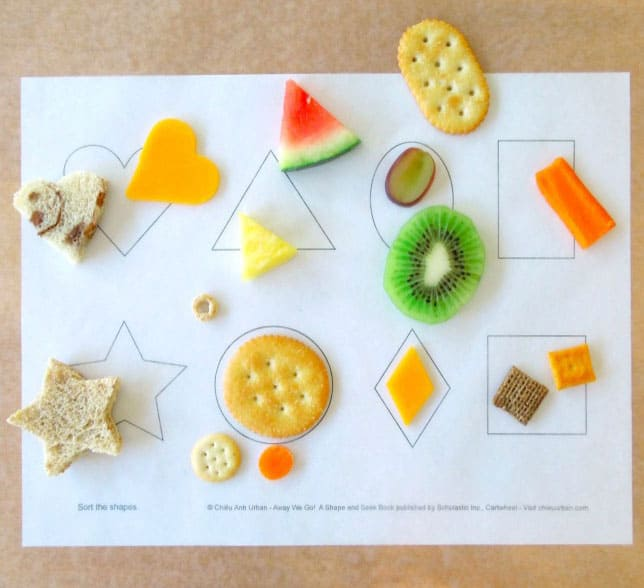 Sort the shapes © Chiêu Anh Urban - Away We Go! A Shape and Seek Book published by Scholastic Inc., Cartwheel - Visit chieuurban.com